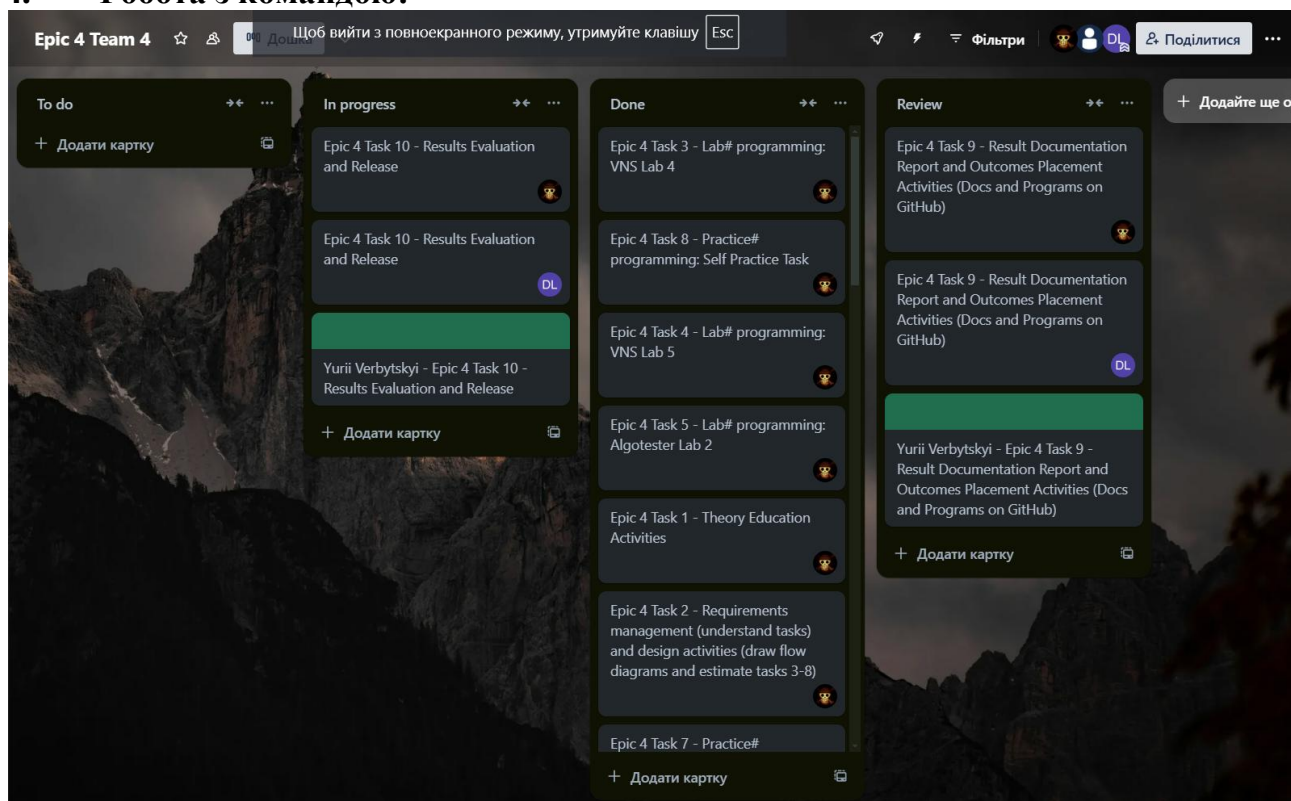 4. Робота з командою:
Epic 4 Team 4
Дошка
Щоб вийти з повноекранного режиму, утримуйте клавішу Esc
Фільтри
DL
Поділитися
To do
+ Додати картку
In progress
Epic 4 Task 10 - Results Evaluation
and Release
Epic 4 Task 10 - Results Evaluation
and Release
DL
Yurii Verbytskyi - Epic 4 Task 10 -
Results Evaluation and Release
+ Додати картку
Done
Epic 4 Task 3 - Lab# programming:
VNS Lab 4
Epic 4 Task 8 - Practice#
programming: Self Practice Task
Epic 4 Task 4 - Lab# programming:
VNS Lab 5
Epic 4 Task 5 - Lab# programming:
Algotester Lab 2
Epic 4 Task 1 - Theory Education
Activities
Epic 4 Task 2 - Requirements
management (understand tasks)
and design activities (draw flow
diagrams and estimate tasks 3-8)
Epic 4 Task 7 - Practice#
+ Додати картку
Review
Epic 4 Task 9 - Result Documentation
Report and Outcomes Placement
Activities (Docs and Programs on
GitHub)
Epic 4 Task 9 - Result Documentation
Report and Outcomes Placement
Activities (Docs and Programs on
GitHub)
DL
Yurii Verbytskyi - Epic 4 Task 9 -
Result Documentation Report and
Outcomes Placement Activities (Docs
and Programs on GitHub)
+ Додати картку
+ Додайте ще о